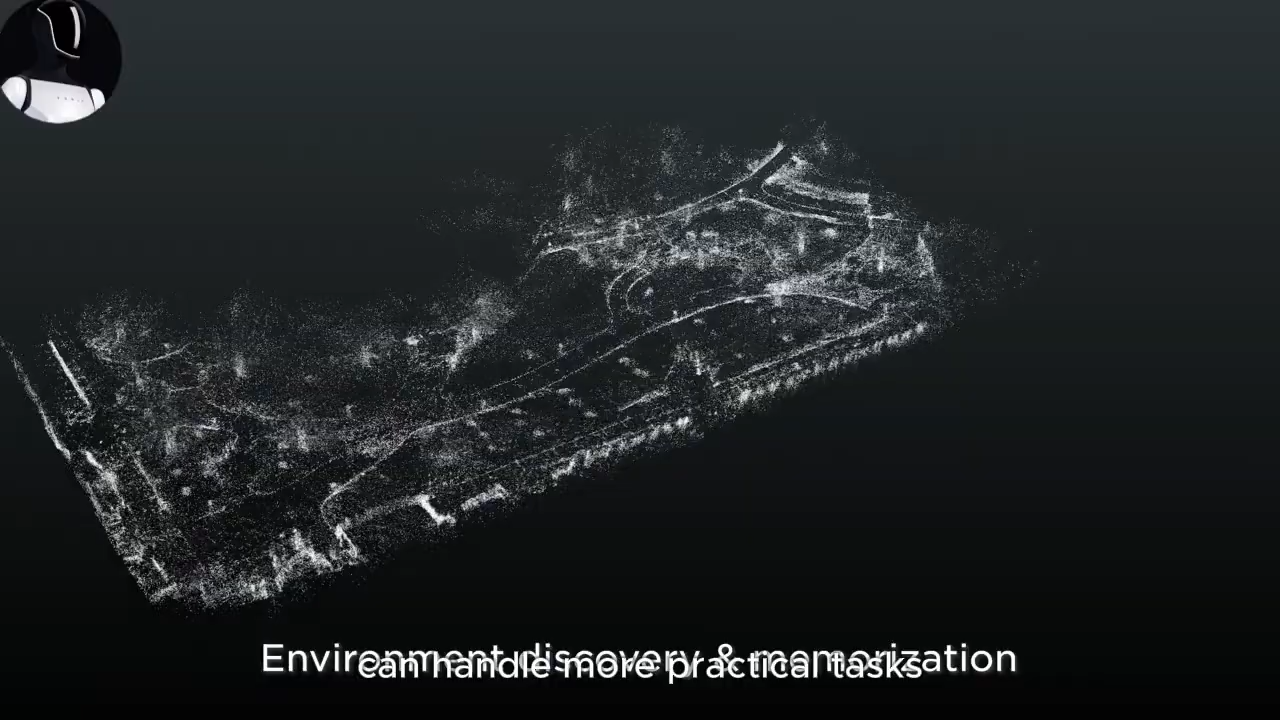 Environment discovery & memorization
can handle more practical tasks